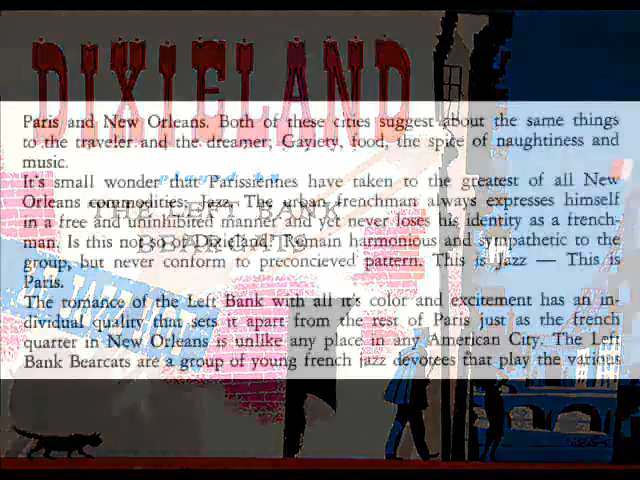 DIXIELAND
Paris and New Orleans. Both of these cities suggest about the same things
to the traveler and the dreamer; Gayiety, food, the spice of naughtiness and
music.
played by
It's small wonder that Parissiennes have taken to the greatest of all New
Orleans commodities; Jazz. The urban frenchman always expresses himself
THE LEFT BANK
in a free and uninhibited manner and yet never loses his identity as a french-
man. Is this not so of Dixieland? Remain harmonious and sympathetic to the
BEARCATS
group, but never conform to preconcieved pattern. This is Jazz — This is
Paris.
The romance of the Left Bank with all it's color and excitement has an in-
dividual quality that sets it apart from the rest of Paris just as the french
quarter in New Orleans is unlike any place in any American City. The Left
Bank Bearcats are a group of young french jazz devotees that play the various